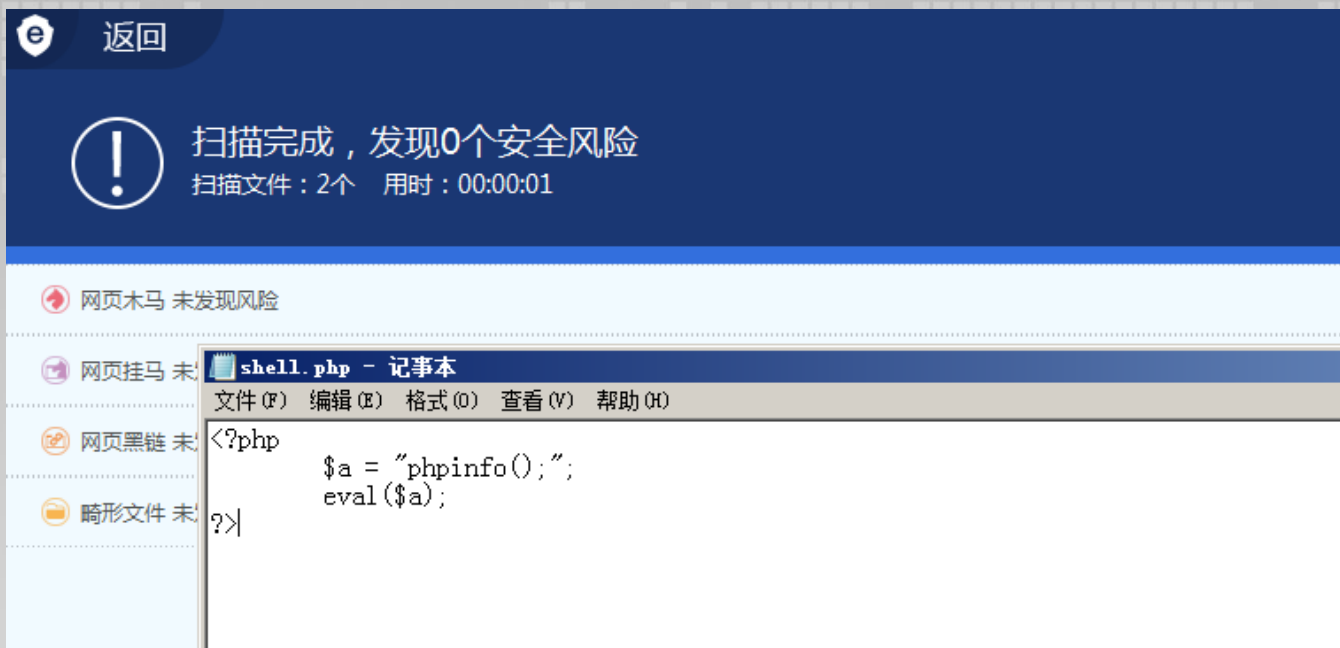 返回
扫描完成，发现0个安全风险
扫描文件：2个 用时：00:00:01
网页木马 未发现风险
网页挂马 未
网页黑链 未
畸形文件 未
shell.php - 记事本
文件(F) 编辑(E) 格式(O) 查看(V) 帮助(H)
<?php
$a = "phpinfo();";
eval($a);
?>